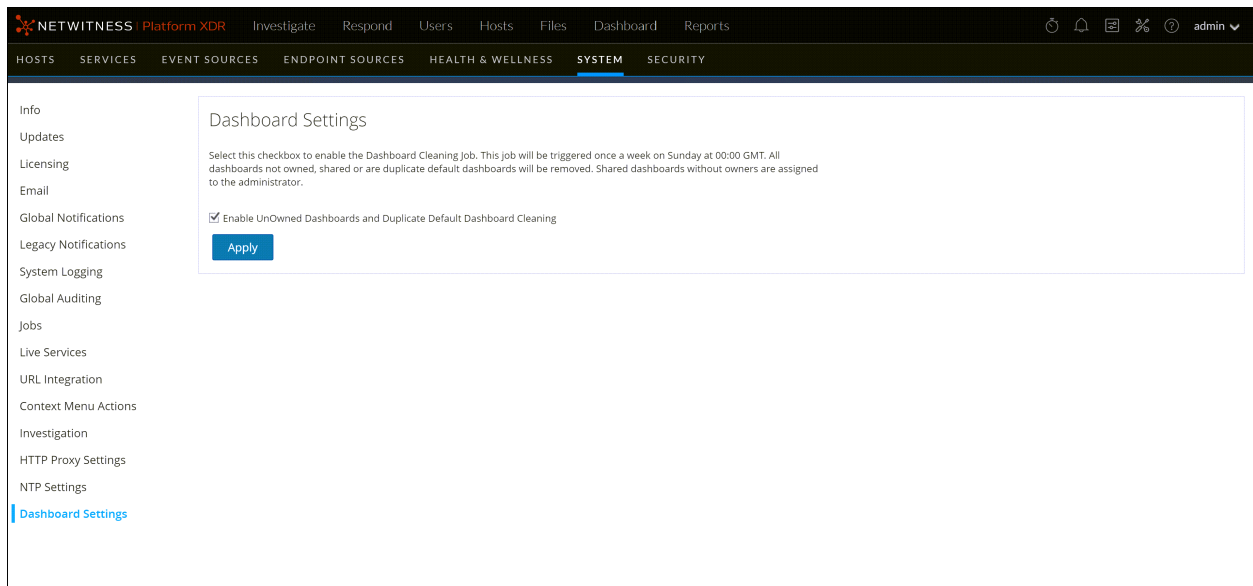 NETWITNESS | Platform XDR Investigate Respond Users Hosts Files Dashboard Reports admin
HOSTS SERVICES EVENT SOURCES ENDPOINT SOURCES HEALTH & WELLNESS SYSTEM SECURITY
Info
Updates
Licensing
Email
Global Notifications
Legacy Notifications
System Logging
Global Auditing
Jobs
Live Services
URL Integration
Context Menu Actions
Investigation
HTTP Proxy Settings
NTP Settings
Dashboard Settings
Dashboard Settings
Select this checkbox to enable the Dashboard Cleaning Job. This job will be triggered once a week on Sunday at 00:00 GMT. All
dashboards not owned, shared or are duplicate default dashboards will be removed. Shared dashboards without owners are assigned
to the administrator.
Enable UnOwned Dashboards and Duplicate Default Dashboard Cleaning
Apply